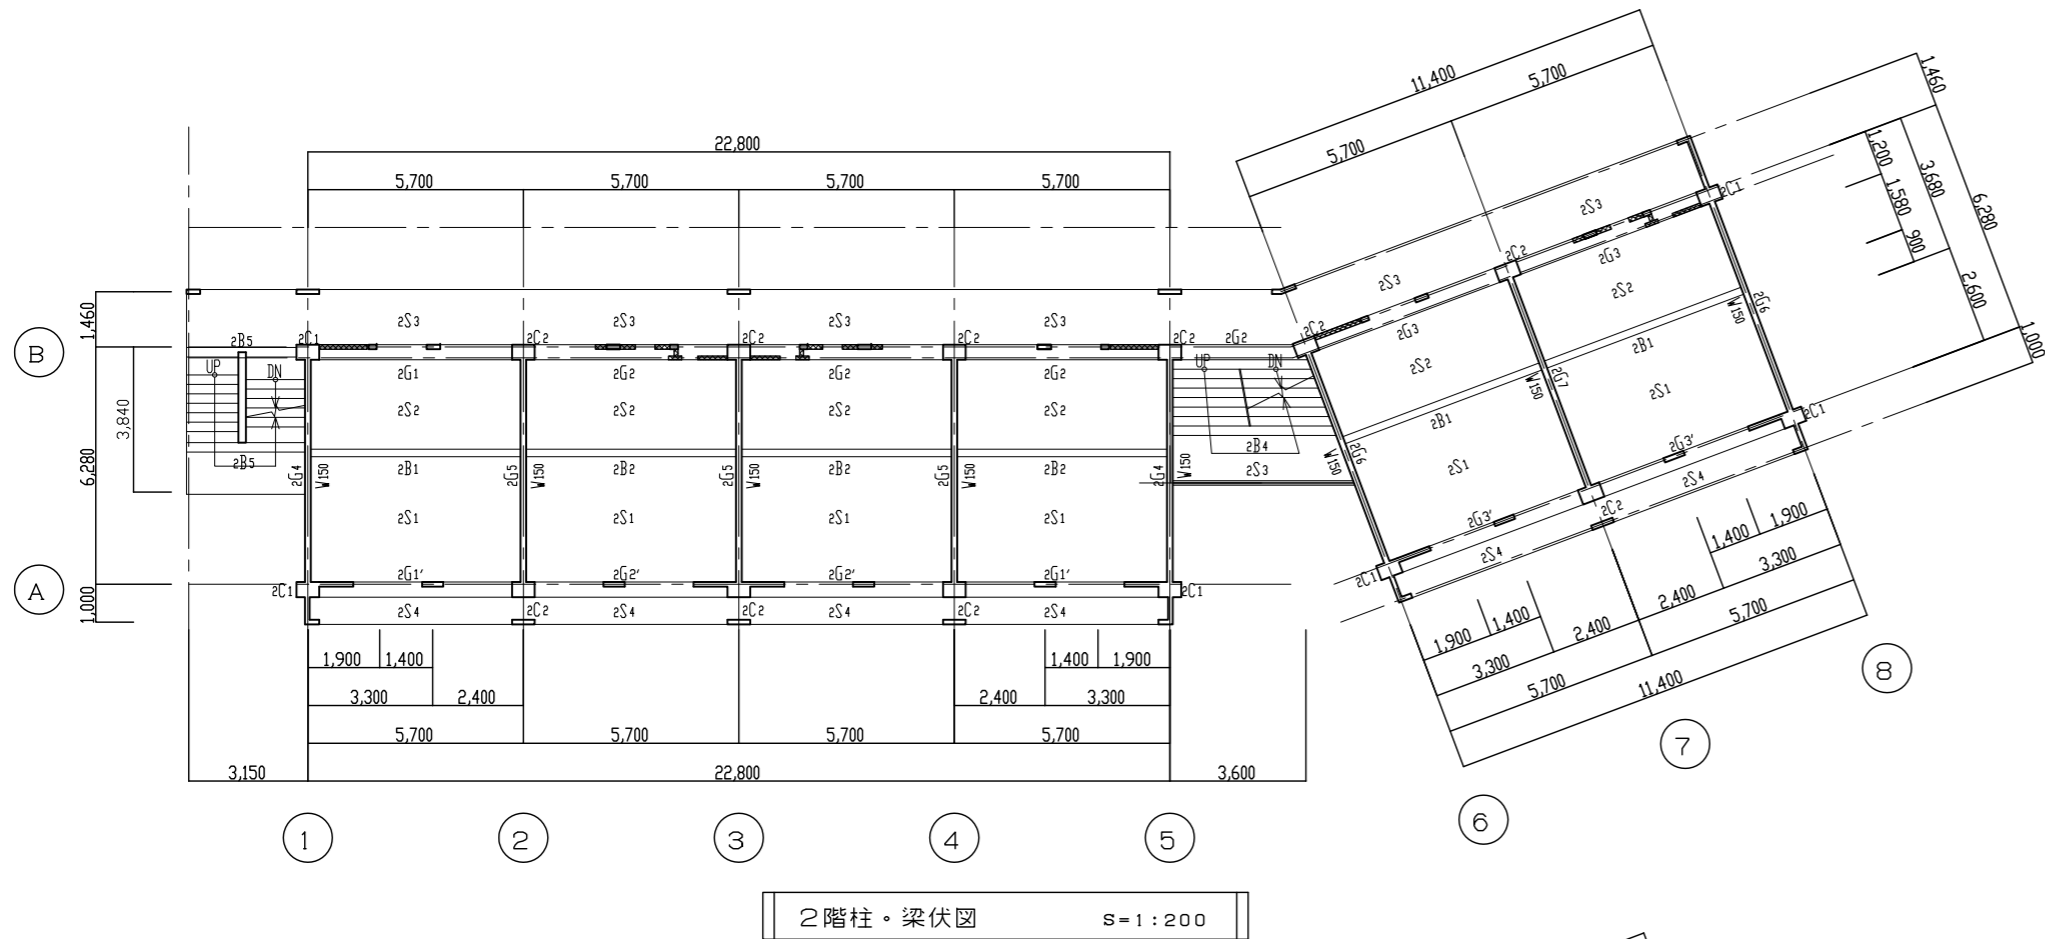 11,400
5,700
5,700
1,460
1,200
3,680
1,580
6,280
900
2,600
1,000
22,800
5,700
5,700
5,700
5,700
2S3
2S3
2C1
2C2
2G3
2C2
2G3
2S2
2G6
W150
2S2
2B1
2G7
W150
2S1
2B1
2C1
2G3'
2G6
W150
2S1
2S4
2G3'
2C2
2S4
2C1
1,460
B
2S3
2S3
2S3
2S3
2B5
2C1
2C2
2C2
2C2
2C2
2G2
UP
DN
2G1
2G2
2G2
2G2
UP
DN
3,840
2S2
2S2
2S2
2S2
2B5
2B4
6,280
2G4
W150
2B1
2G5
W150
2B2
2G5
W150
2B2
2B2
2G4
W150
2S3
2S1
2S1
2S1
2S1
A
2G1'
2G2'
2G2'
2G1'
2C1
2C1
1,000
2S4
2C2
2S4
2C2
2S4
2C2
2S4
1,900
1,400
1,400
1,900
3,300
2,400
2,400
3,300
5,700
5,700
5,700
5,700
3,150
22,800
3,600
1,900
1,400
3,300
2,400
5,700
11,400
1,400
1,900
3,300
2,400
5,700
1
2
3
4
5
6
7
8
2階柱。梁伏図 S=1:200